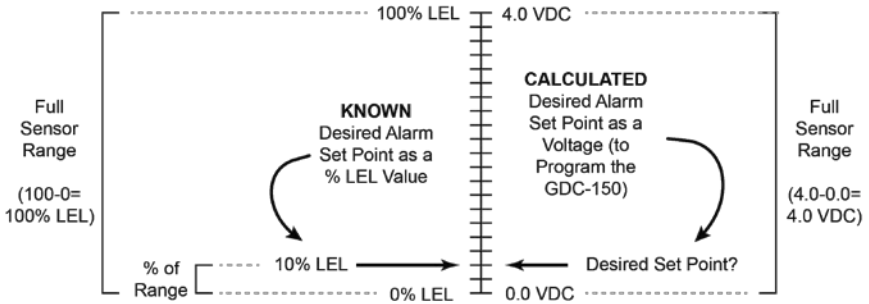 100% LEL
4.0 VDC
Full
Sensor
Range
(100-0=
100% LEL)
KNOWN
Desired Alarm
Set Point as a
% LEL Value
CALCULATED
Desired Alarm
Set Point as a
Voltage (to
Program the
GDC-150)
Full
Sensor
Range
(4.0-0.0=
4.0 VDC)
% of
Range
10% LEL
Desired Set Point?
0% LEL
0.0 VDC